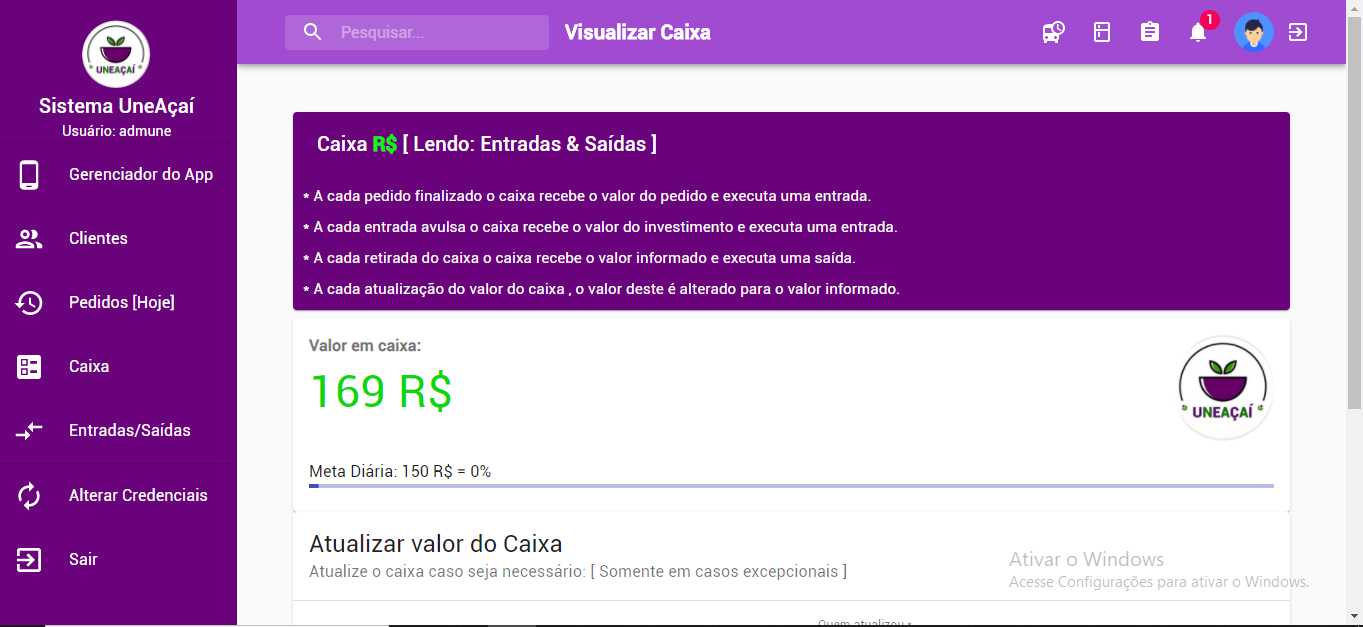 UNEAÇAÍ
Sistema UneAçaí
Usuário: admune
Gerenciador do App
Clientes
Pedidos [Hoje]
Caixa
Entradas/Saídas
Alterar Credenciais
Sair
Pesquisar...
Visualizar Caixa
1
Caixa R$ [ Lendo: Entradas & Saídas ]
* A cada pedido finalizado o caixa recebe o valor do pedido e executa uma entrada.
* A cada entrada avulsa o caixa recebe o valor do investimento e executa uma entrada.
* A cada retirada do caixa o caixa recebe o valor informado e executa uma saída.
* A cada atualização do valor do caixa , o valor deste é alterado para o valor informado.
Valor em caixa:
169 R$
UNEAÇAÍ
Meta Diária: 150 R$ = 0%
Atualizar valor do Caixa
Atualize o caixa caso seja necessário: [ Somente em casos excepcionais ]
Ativar o Windows
Acesse Configurações para ativar o Windows.
Quem atualizou *